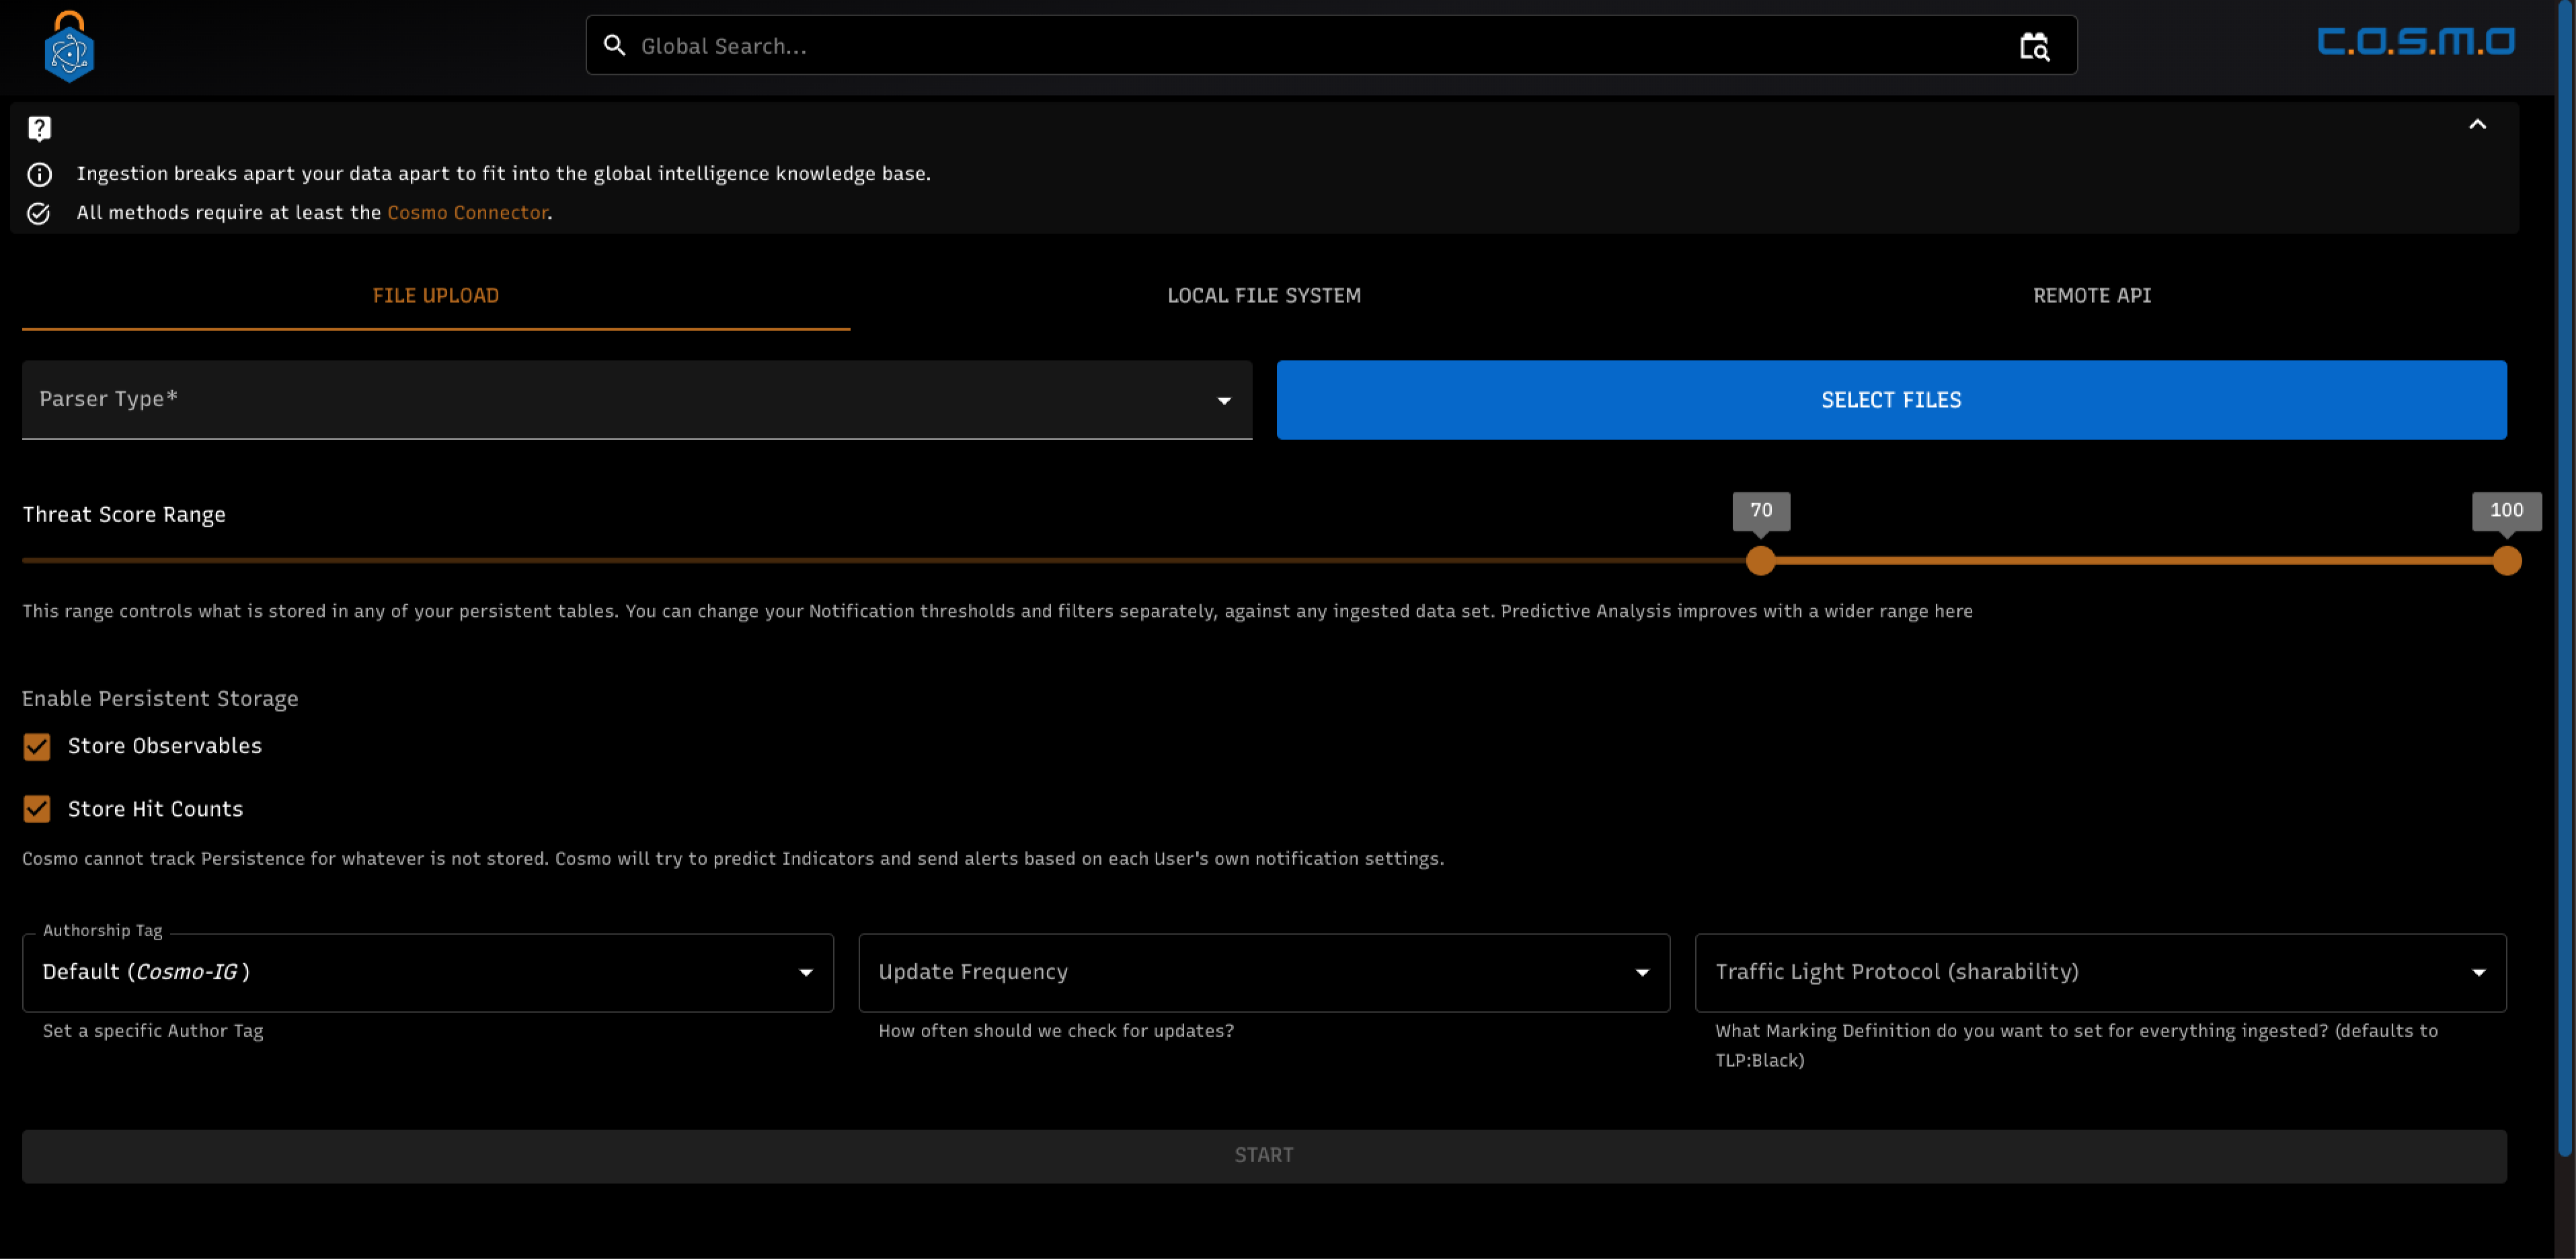 Global Search...
C.O.S.M.O
Ingestion breaks apart your data apart to fit into the global intelligence knowledge base.
All methods require at least the Cosmo Connector.
FILE UPLOAD
LOCAL FILE SYSTEM
REMOTE API
Parser Type*
SELECT FILES
Threat Score Range
70
100
This range controls what is stored in any of your persistent tables. You can change your Notification thresholds and filters separately, against any ingested data set. Predictive Analysis improves with a wider range here
Enable Persistent Storage
Store Observables
Store Hit Counts
Cosmo cannot track Persistence for whatever is not stored. Cosmo will try to predict Indicators and send alerts based on each User's own notification settings.
Authorship Tag
Default (Cosmo-IG )
Set a specific Author Tag
Update Frequency
How often should we check for updates?
Traffic Light Protocol (sharability)
What Marking Definition do you want to set for everything ingested? (defaults to
TLP:Black)
START